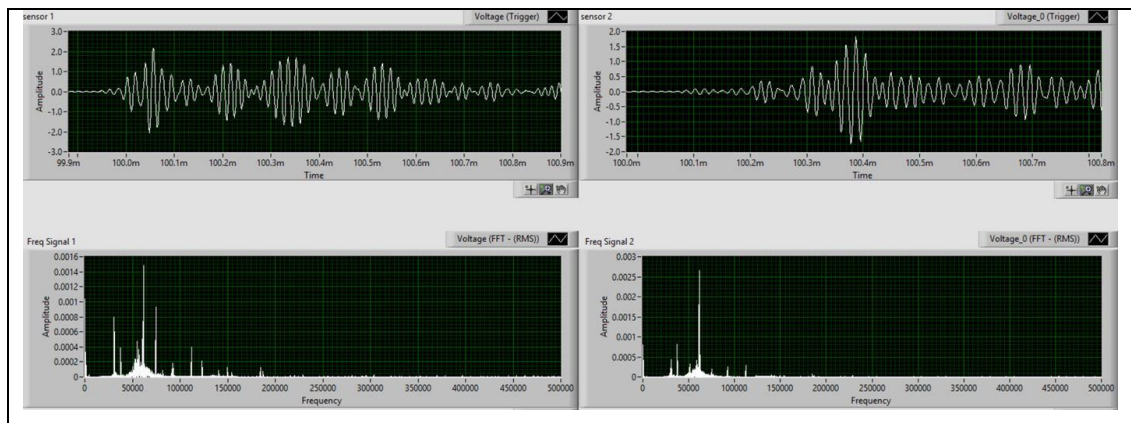 sensor 1
Voltage (Trigger)
3.0
2.0
1.0
0.0
-1.0
-2.0
-3.0
Amplitude
99.9m 100.0m 100.1m 100.2m 100.3m 100.4m 100.5m 100.6m 100.7m 100.8m 100.9m
Time
sensor 2
Voltage_0 (Trigger)
2.0
1.5
1.0
0.5
0.0
-0.5
-1.0
-1.5
-2.0
Amplitude
100.0m 100.1m 100.2m 100.3m 100.4m 100.5m 100.6m 100.7m 100.8m
Time
Freq Signal 1
Voltage (FFT - (RMS))
0.0016
0.0014
0.0012
0.001
0.0008
0.0006
0.0004
0.0002
0
Amplitude
0 50000 100000 150000 200000 250000 300000 350000 400000 450000 500000
Frequency
Freq Signal 2
Voltage_0 (FFT - (RMS))
0.003
0.0025
0.002
0.0015
0.001
0.0005
0
Amplitude
0 50000 100000 150000 200000 250000 300000 350000 400000 450000 500000
Frequency